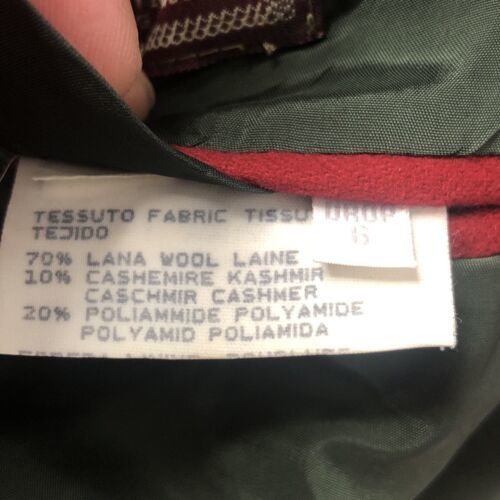 TESSUTO FABRIC TISSU
TEJIDO
DROP
6
70% LANA WOOL LAINE
10% CASHEMIRE KASHMIR
CASCHMIR CASHMER
20% POLIAMMIDE POLYAMIDE
POLYAMID POLIAMIDA